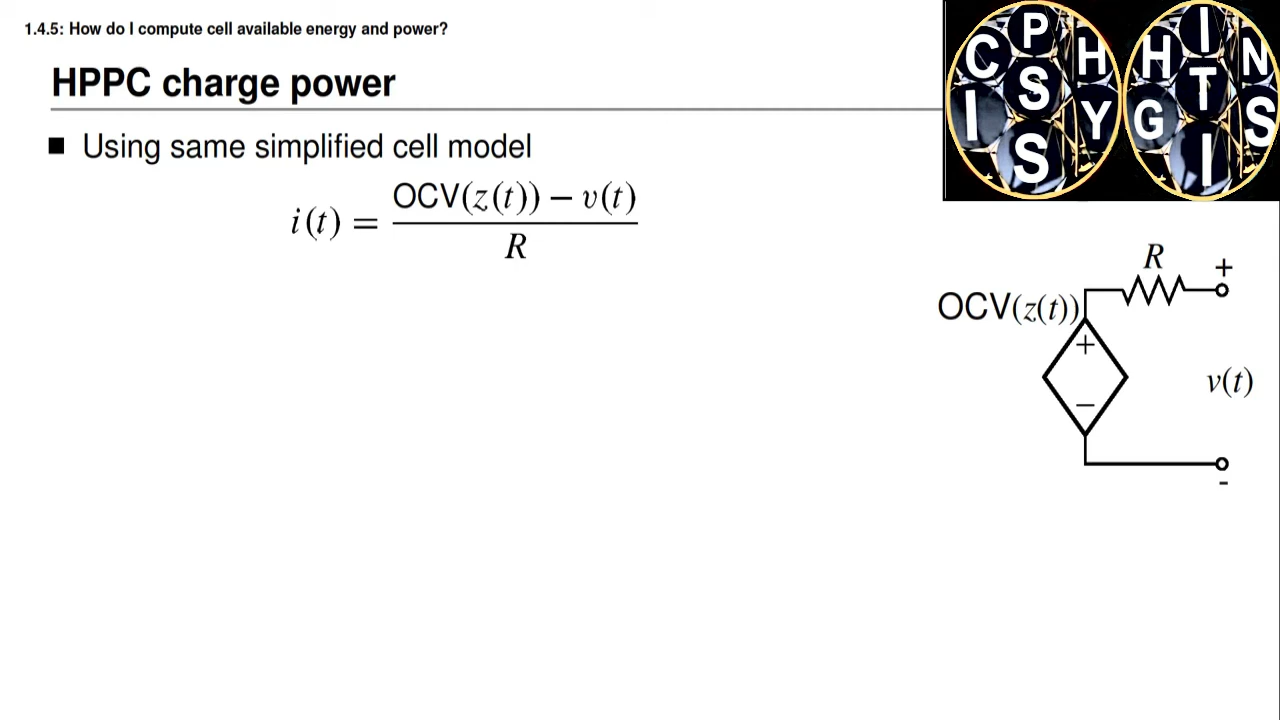 1.4.5: How do I compute cell available energy and power?
HPPC charge power
■ Using same simplified cell model
i(t) = OCV(z(t)) − v(t)
R
R
+
OCV(z(t))
+
v(t)
−
-
P
C H
S
I Y
S
I
H N
T
G S
I